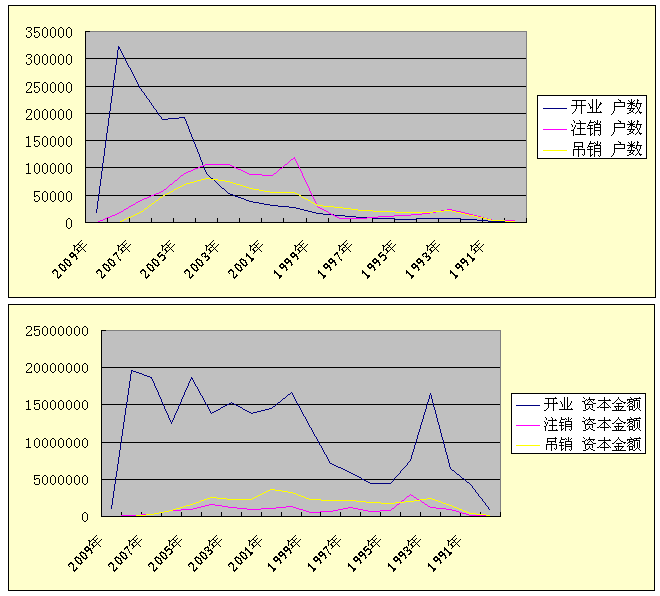 350000
300000
250000
200000
150000
100000
50000
0
2009年
2007年
2005年
2003年
2001年
1999年
1997年
1995年
1993年
1991年
开业 户数
注销 户数
吊销 户数
25000000
20000000
15000000
10000000
5000000
0
2009年
2007年
2005年
2003年
2001年
1999年
1997年
1995年
1993年
1991年
开业 资本金额
注销 资本金额
吊销 资本金额